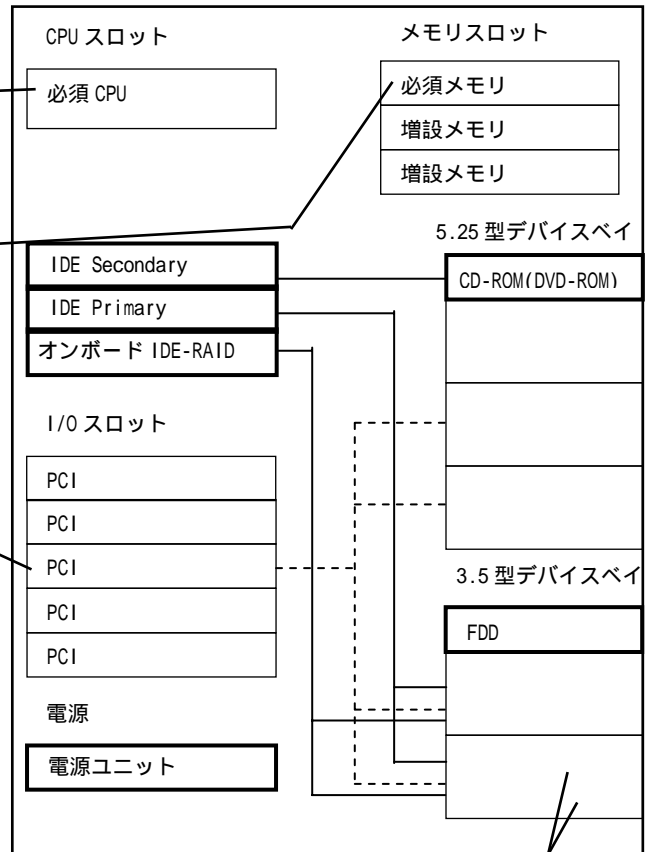 CPU スロット
必須 CPU
メモリスロット
必須メモリ
増設メモリ
増設メモリ
IDE Secondary
IDE Primary
オンボード IDE-RAID
5.25 型デバイスベイ
CD-ROM(DVD-ROM)
I/O スロット
PCI
PCI
PCI
PCI
PCI
3.5 型デバイスベイ
FDD
電源
電源ユニット